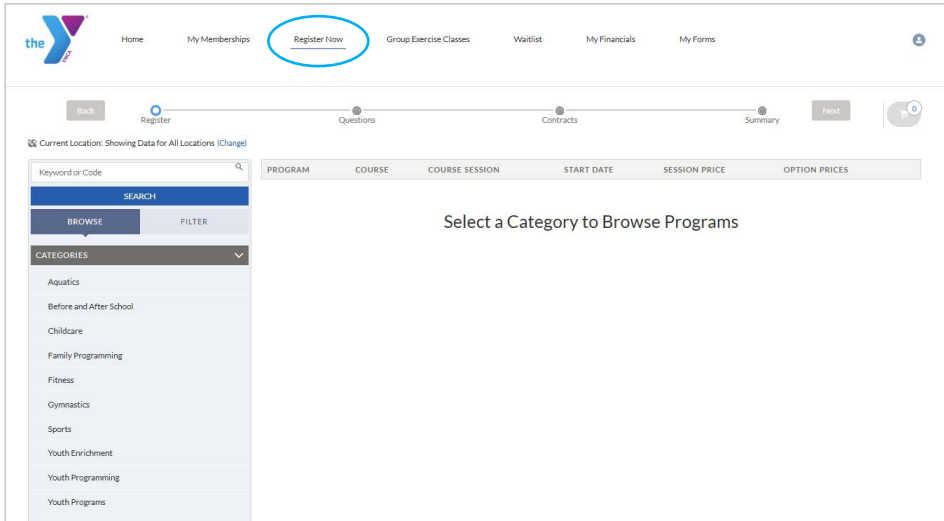 the YMCA
Home My Memberships Register Now Group Exercise Classes Waitlist My Financials My Forms
Back Register Questions Contracts Summary Next 0
Current Location: Showing Data for All Locations (Change)
Keyword or Code
SEARCH
BROWSE FILTER
CATEGORIES
Aquatics
Before and After School
Childcare
Family Programming
Fitness
Gymnastics
Sports
Youth Enrichment
Youth Programming
Youth Programs
PROGRAM COURSE COURSE SESSION START DATE SESSION PRICE OPTION PRICES
Select a Category to Browse Programs